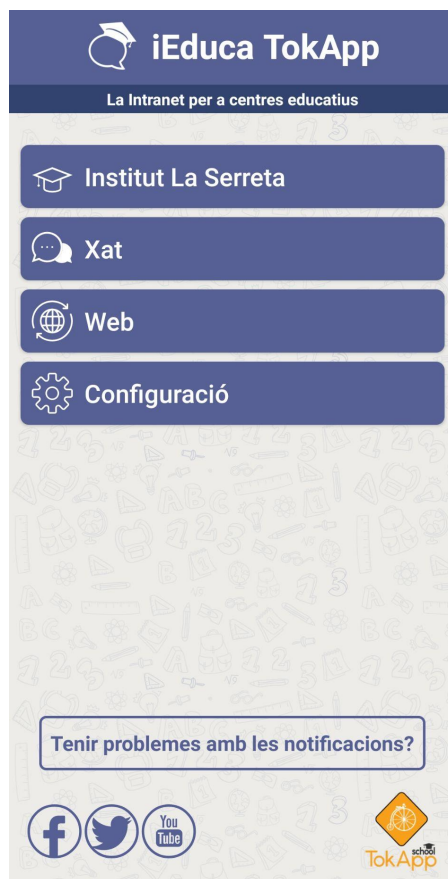 iEduca TokApp
La Intranet per a centres educatius
Institut La Serreta
Xat
Web
Configuració
Tenir problemes amb les notificacions?
You
Tube
school
TokApp